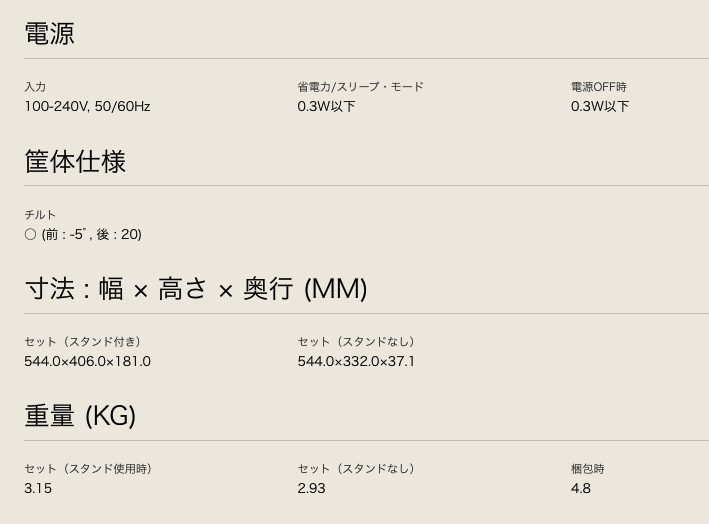 電源
入力
省電力/スリープ・モード
電源OFF時
100-240V, 50/60Hz
0.3W以下
0.3W以下
筐体仕様
チルト
○ (前 : -5˚, 後 : 20)
寸法 : 幅 × 高さ × 奥行 (MM)
セット（スタンド付き）
セット（スタンドなし）
544.0×406.0×181.0
544.0×332.0×37.1
重量 (KG)
セット（スタンド使用時）
セット（スタンドなし）
梱包時
3.15
2.93
4.8